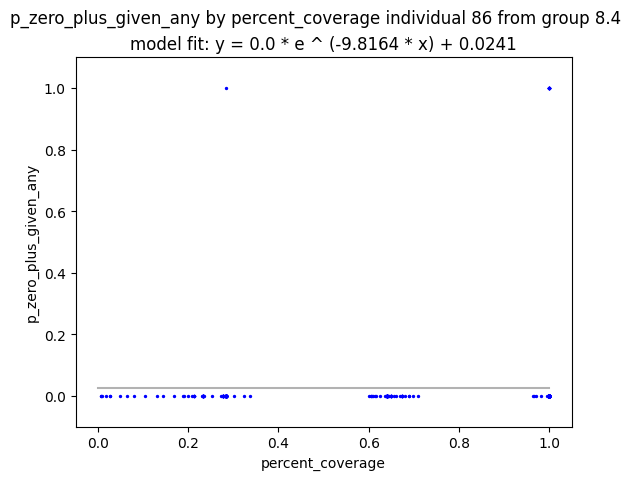 p_zero_plus_given_any by percent_coverage individual 86 from group 8.4
model fit: y = 0.0 * e ^ (-9.8164 * x) + 0.0241
1.0
0.8
0.6
0.4
0.2
0.0
p_zero_plus_given_any
0.0 0.2 0.4 0.6 0.8 1.0
percent_coverage